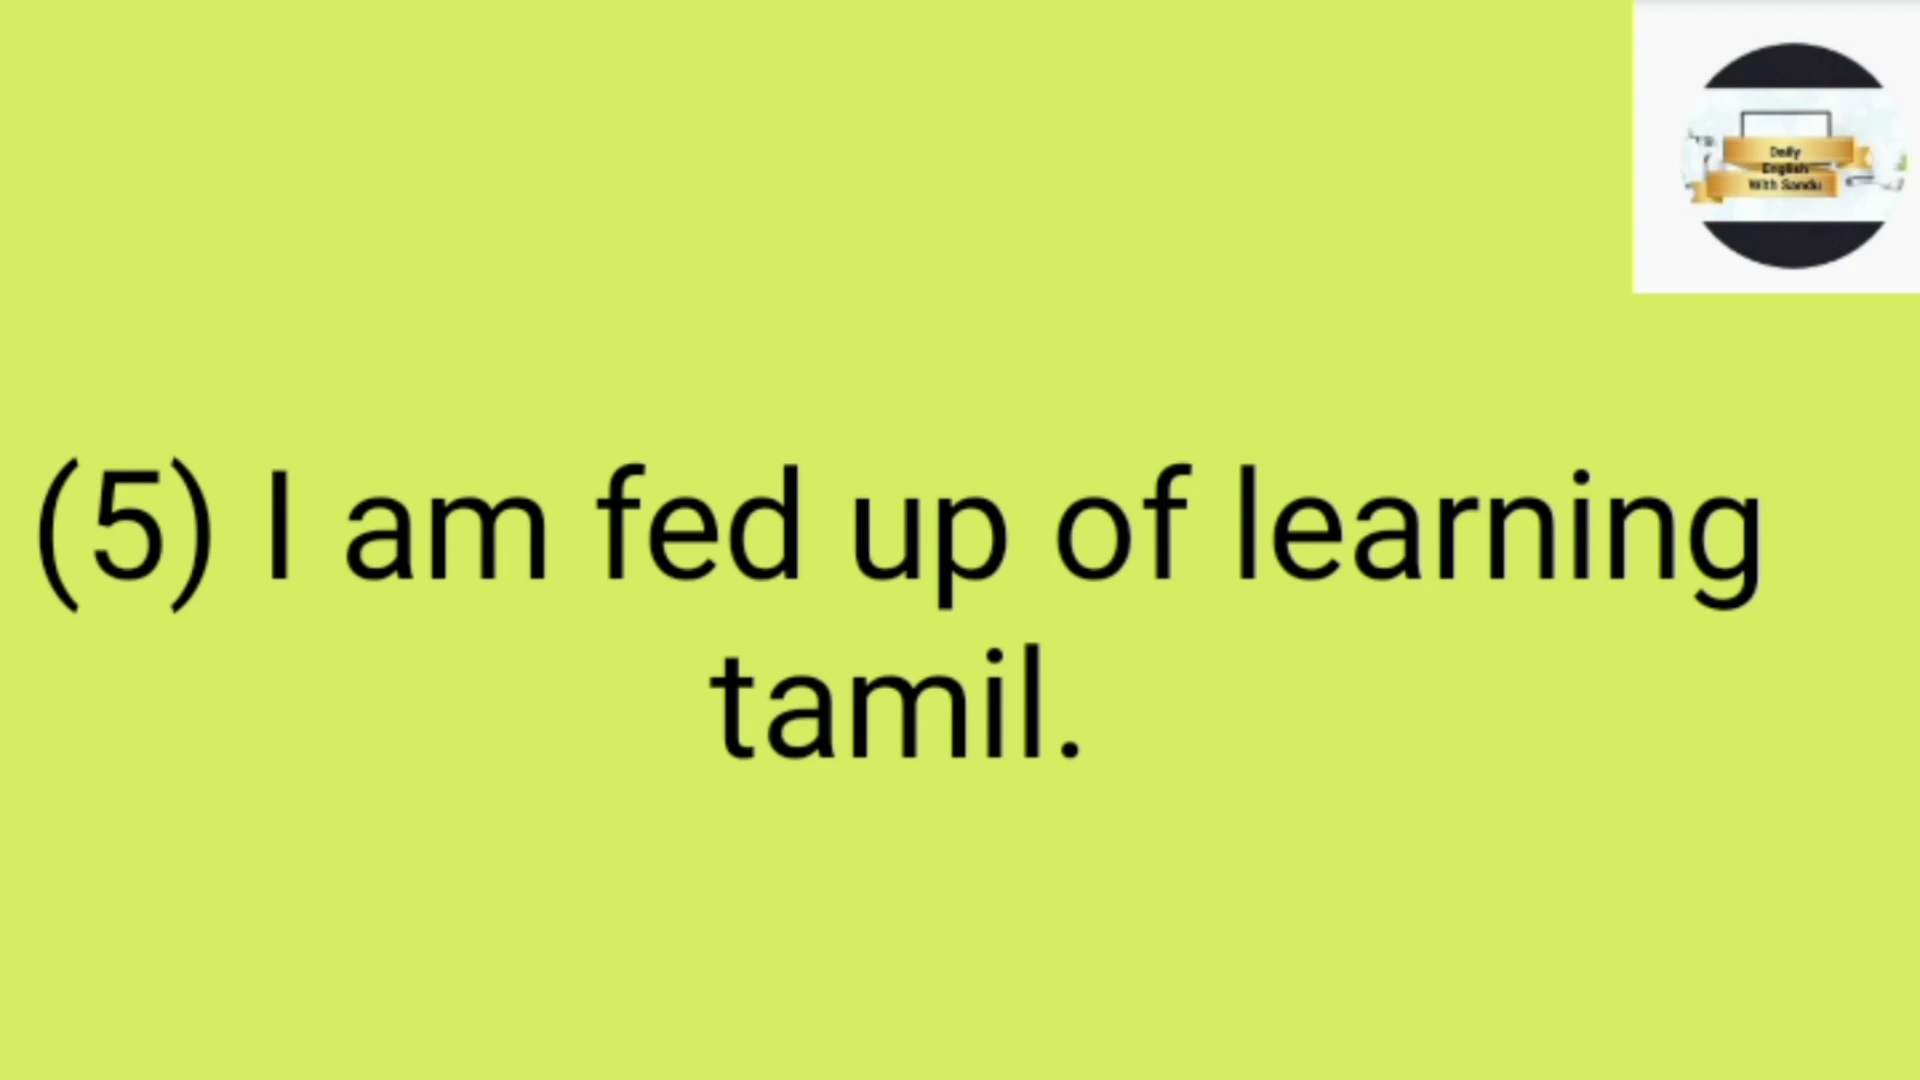 Daily
English
With Sandu
(5) I am fed up of learning
tamil.